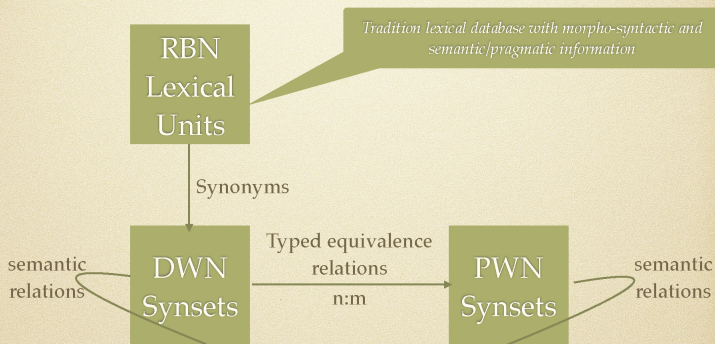 Tradition lexical database with morpho-syntactic and
semantic/pragmatic information
RBN
Lexical
Units
Synonyms
Typed equivalence
relations
n:m
semantic
relations
DWN
Synsets
PWN
Synsets
semantic
relations